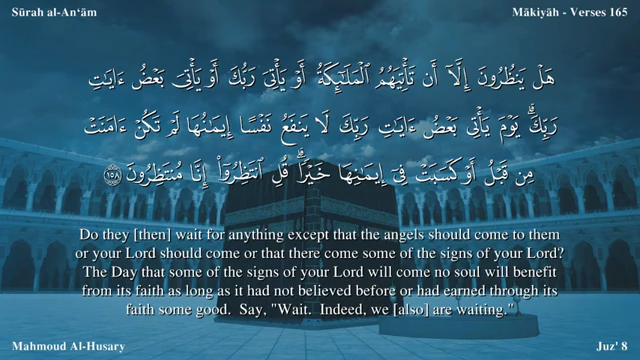 Sūrah al-An‘ām
Mākiyāh - Verses 165
هَلْ يَنظُرُونَ إِلَّآ أَن تَأْتِيَهُمُ ٱلْمَلَـٰٓئِكَةُ أَوْ يَأْتِىَ رَبُّكَ أَوْ يَأْتِىَ بَعْضُ ءَايَـٰتِ
رَبِّكَ ۗ يَوْمَ يَأْتِى بَعْضُ ءَايَـٰتِ رَبِّكَ لَا يَنفَعُ نَفْسًا إِيمَـٰنُهَا لَمْ تَكُنْ ءَامَنَتْ
مِن قَبْلُ أَوْ كَسَبَتْ فِىٓ إِيمَـٰنِهَا خَيْرًا ۗ قُلِ ٱنتَظِرُوٓا۟ إِنَّا مُنتَظِرُونَ ١٥٨
Do they [then] wait for anything except that the angels should come to them
or your Lord should come or that there come some of the signs of your Lord?
The Day that some of the signs of your Lord will come no soul will benefit
from its faith as long as it had not believed before or had earned through its
faith some good.  Say, "Wait.  Indeed, we [also] are waiting."
Mahmoud Al-Husary
Juz' 8